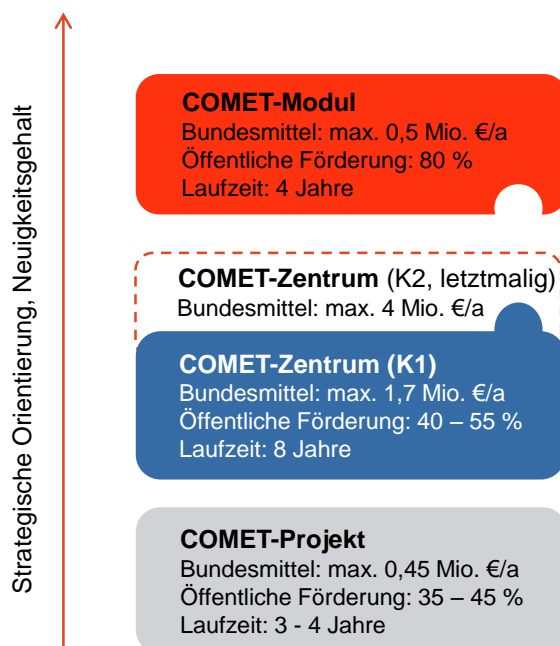 Strategische Orientierung, Neuigkeitsgehalt
COMET-Modul
Bundesmittel: max. 0,5 Mio. €/a
Öffentliche Förderung: 80 %
Laufzeit: 4 Jahre
COMET-Zentrum (K2, letztmalig)
Bundesmittel: max. 4 Mio. €/a
COMET-Zentrum (K1)
Bundesmittel: max. 1,7 Mio. €/a
Öffentliche Förderung: 40 – 55 %
Laufzeit: 8 Jahre
COMET-Projekt
Bundesmittel: max. 0,45 Mio. €/a
Öffentliche Förderung: 35 – 45 %
Laufzeit: 3 - 4 Jahre